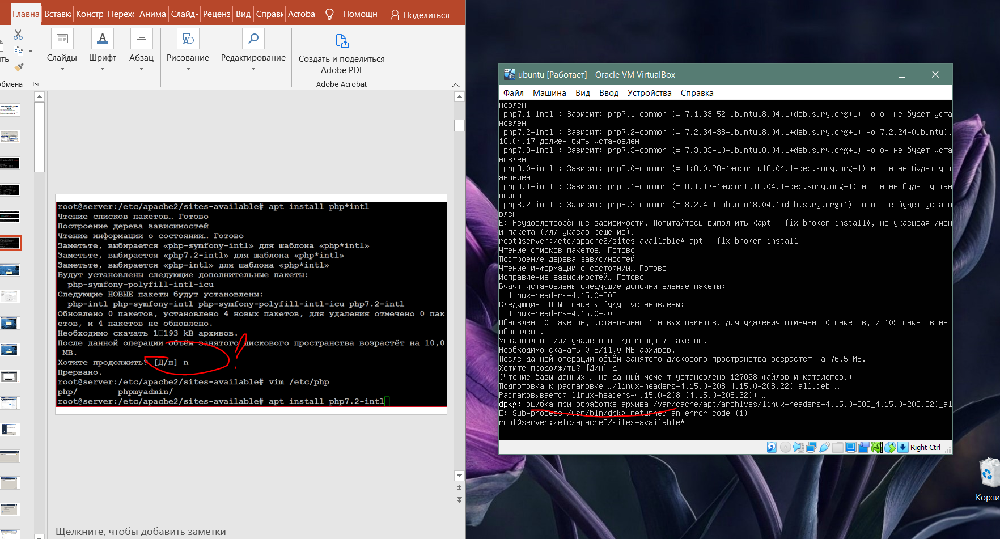 Главна Вставка Констр Перехо Анима Слайд- Реценз Вид Справк Acroba Помощн Поделиться
ть
Слайды Шрифт Абзац Рисование Редактирование Создать и поделиться
Adobe PDF
обмена Adobe Acrobat
root@server:/etc/apache2/sites-available# apt install php*intl
Чтение списков пакетов… Готово
Построение дерева зависимостей
Чтение информации о состоянии… Готово
Заметьте, выбирается «php-symfony-intl» для шаблона «php*intl»
Заметьте, выбирается «php7.2-intl» для шаблона «php*intl»
Заметьте, выбирается «php-intl» для шаблона «php*intl»
Будут установлены следующие дополнительные пакеты:
php-symfony-polyfill-intl-icu
Следующие НОВЫЕ пакеты будут установлены:
php-intl php-symfony-intl php-symfony-polyfill-intl-icu php7.2-intl
Обновлено 0 пакетов, установлено 4 новых пакетов, для удаления отмечено 0 пак
етов, и 4 пакетов не обновлено.
Необходимо скачать 1□193 kB архивов.
После данной операции объём занятого дискового пространства возрастёт на 10,0
MB.
Хотите продолжить? [Д/н] n
!
Прервано.
root@server:/etc/apache2/sites-available# vim /etc/php
php/ phpmyadmin/
root@server:/etc/apache2/sites-available# apt install php7.2-intl
Щелкните, чтобы добавить заметки
ubuntu [Работает] - Oracle VM VirtualBox
Файл Машина Вид Ввод Устройства Справка
новлен
php7.1-intl : Зависит: php7.1-common (= 7.1.33-52+ubuntu18.04.1+deb.sury.org+1) но он не будет уста
новлен
php7.2-intl : Зависит: php7.2-common (= 7.2.34-38+ubuntu18.04.1+deb.sury.org+1) но 7.2.24-0ubuntu0.
18.04.17 должен быть установлен
php7.3-intl : Зависит: php7.3-common (= 7.3.33-10+ubuntu18.04.1+deb.sury.org+1) но он не будет уста
новлен
php8.0-intl : Зависит: php8.0-common (= 1:8.0.28-1+ubuntu18.04.1+deb.sury.org+1) но он не будет уст
ановлен
php8.1-intl : Зависит: php8.1-common (= 8.1.17-1+ubuntu18.04.1+deb.sury.org+1) но он не будет устан
овлен
php8.2-intl : Зависит: php8.2-common (= 8.2.4-1+ubuntu18.04.1+deb.sury.org+1) но он не будет устано
влен
E: Неудовлетворённые зависимости. Попытайтесь выполнить «apt --fix-broken install», не указывая имен
и пакета (или указав решение).
root@server:/etc/apache2/sites-available# apt --fix-broken install
Чтение списков пакетов… Готово
Построение дерева зависимостей
Чтение информации о состоянии… Готово
Исправление зависимостей… Готово
Будут установлены следующие дополнительные пакеты:
linux-headers-4.15.0-208
Следующие НОВЫЕ пакеты будут установлены:
linux-headers-4.15.0-208
Обновлено 0 пакетов, установлено 1 новых пакетов, для удаления отмечено 0 пакетов, и 105 пакетов не
обновлено.
Установлено или удалено не до конца 7 пакетов.
Необходимо скачать 0 B/11,0 MB архивов.
После данной операции объём занятого дискового пространства возрастёт на 76,5 MB.
Хотите продолжить? [Д/н] д
(Чтение базы данных … на данный момент установлено 127028 файлов и каталогов.)
Подготовка к распаковке …/linux-headers-4.15.0-208_4.15.0-208.220_all.deb …
Распаковывается linux-headers-4.15.0-208 (4.15.0-208.220) …
dpkg: ошибка при обработке архива /var/cache/apt/archives/linux-headers-4.15.0-208_4.15.0-208.220_al
E: Sub-process /usr/bin/dpkg returned an error code (1)
root@server:/etc/apache2/sites-available#
Right Ctrl
Корзи